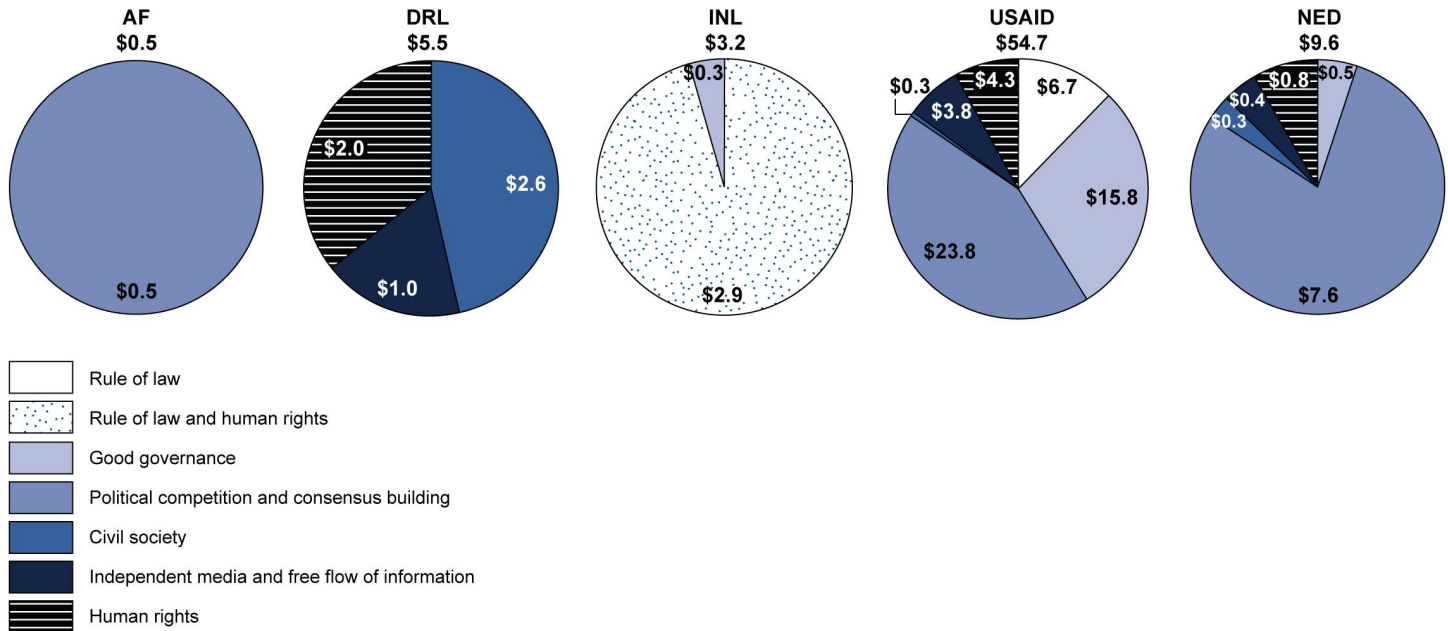 AF
$0.5
DRL
$5.5
INL
$3.2
USAID
$54.7
NED
$9.6
$0.5
$2.0
$2.6
$1.0
$0.3
$2.9
$0.3
$3.8
$4.3
$6.7
$15.8
$23.8
$0.3
$0.4
$0.8
$0.5
$7.6
Rule of law
Rule of law and human rights
Good governance
Political competition and consensus building
Civil society
Independent media and free flow of information
Human rights